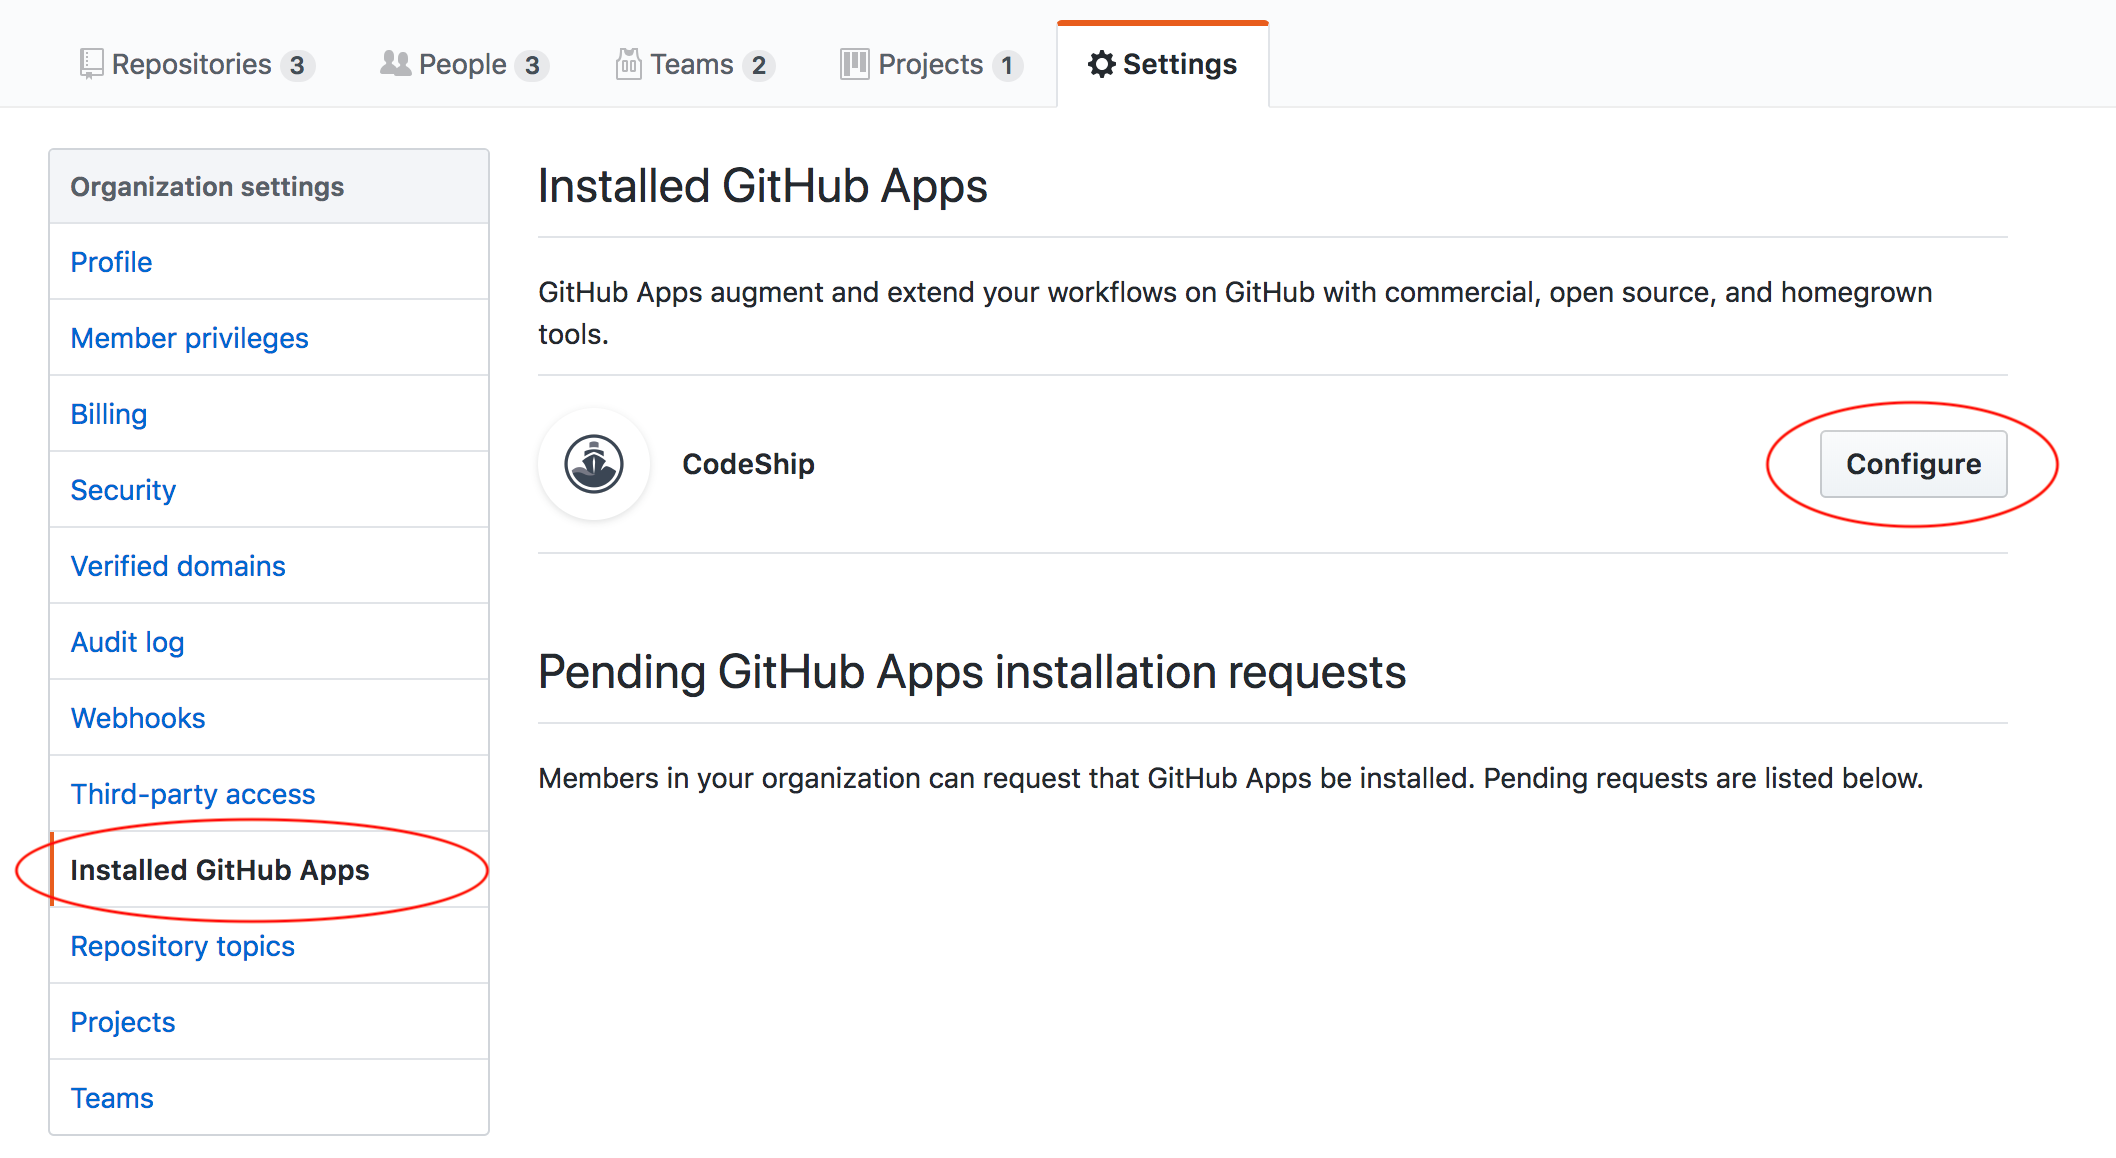 Repositories 3 People 3 Teams 2 Projects 1 Settings
Organization settings
Profile
Member privileges
Billing
Security
Verified domains
Audit log
Webhooks
Third-party access
Installed GitHub Apps
Repository topics
Projects
Teams
Installed GitHub Apps
GitHub Apps augment and extend your workflows on GitHub with commercial, open source, and homegrown
tools.
CodeShip
Configure
Pending GitHub Apps installation requests
Members in your organization can request that GitHub Apps be installed. Pending requests are listed below.